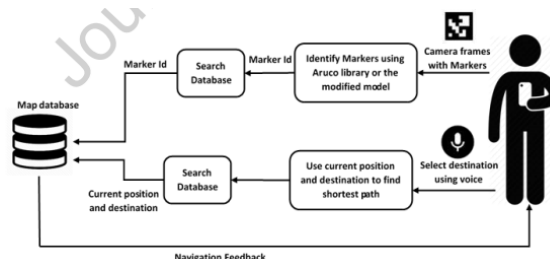 Jou
Marker Id
Search
Database
Marker Id
Identify Markers using
Aruco library or the
modified model
Camera frames
with Markers
Map database
Search
Database
Use current position
and destination to find
shortest path
Select destination
using voice
Current position
and destination
Navigation Feedback